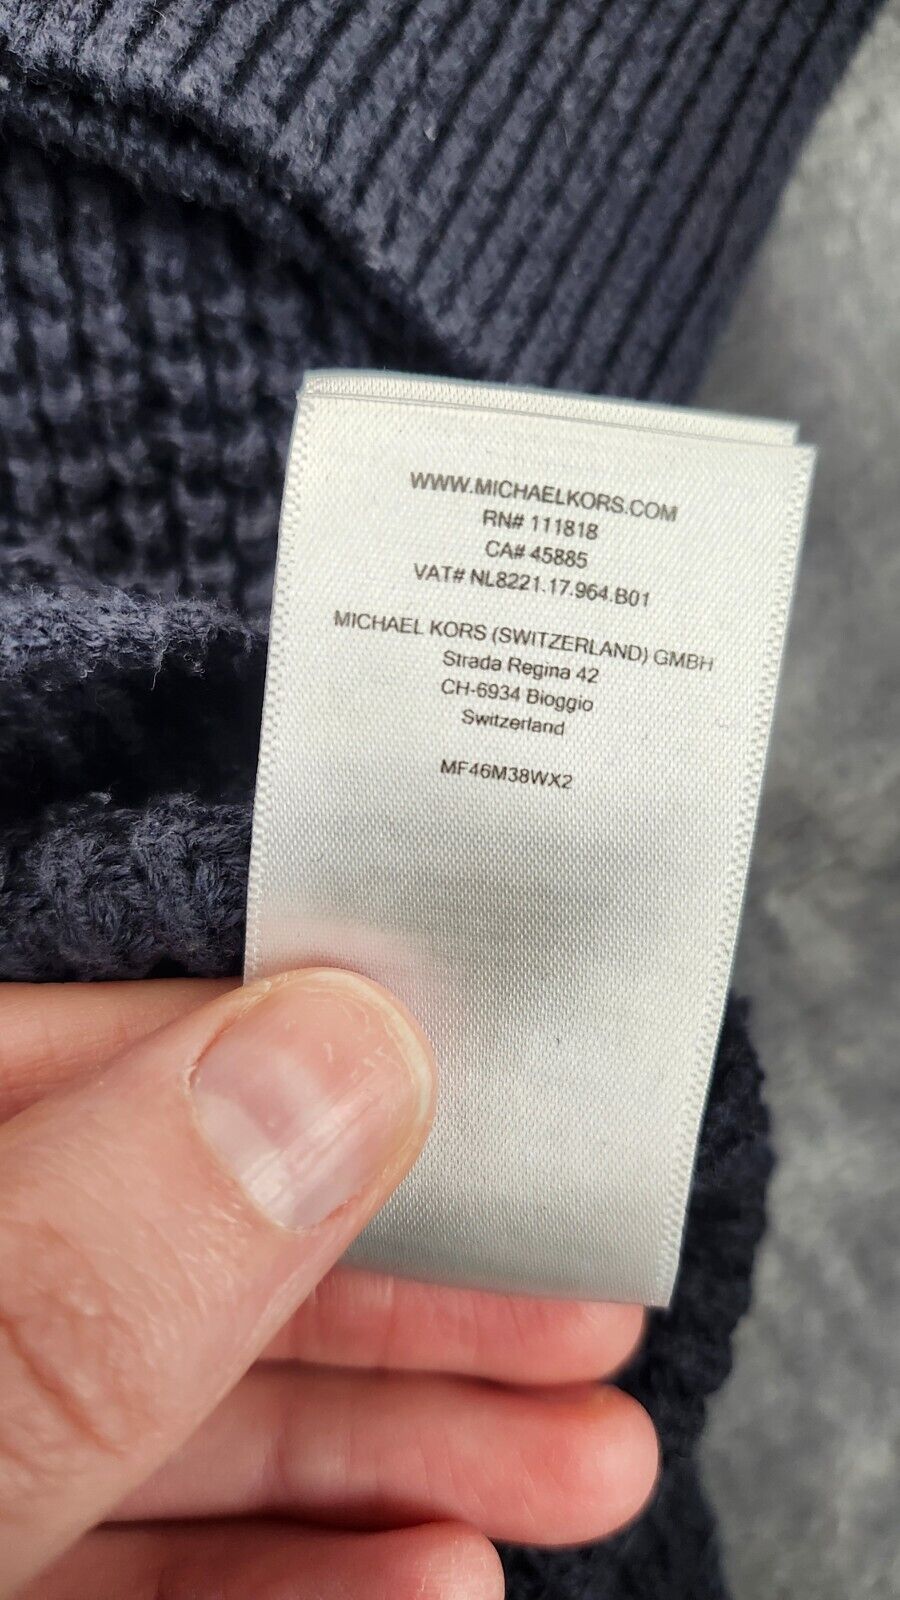 WWW.MICHAELKORS.COM
RN# 111818
CA# 45885
VAT# NL8221.17.964.B01
MICHAEL KORS (SWITZERLAND) GMBH
Strada Regina 42
CH-6934 Bioggio
Switzerland
MF46M38WX2